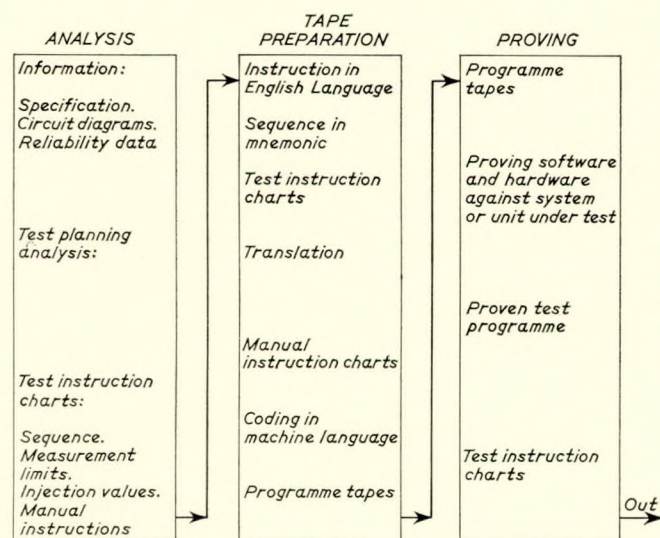 ANALYSIS
Information:
Specification.
Circuit diagrams.
Reliability data
Test planning
analysis:
Test instruction
charts:
Sequence.
Measurement
limits.
Injection values.
Manual
instructions
TAPE
PREPARATION
Instruction in
English Language
Sequence in
mnemonic
Test instruction
charts
Translation
Manual
instruction charts
Coding in
machine language
Programme tapes
PROVING
Programme
tapes
Proving software
and hardware
against system
or unit under test
Proven test
programme
Test instruction
charts
Out